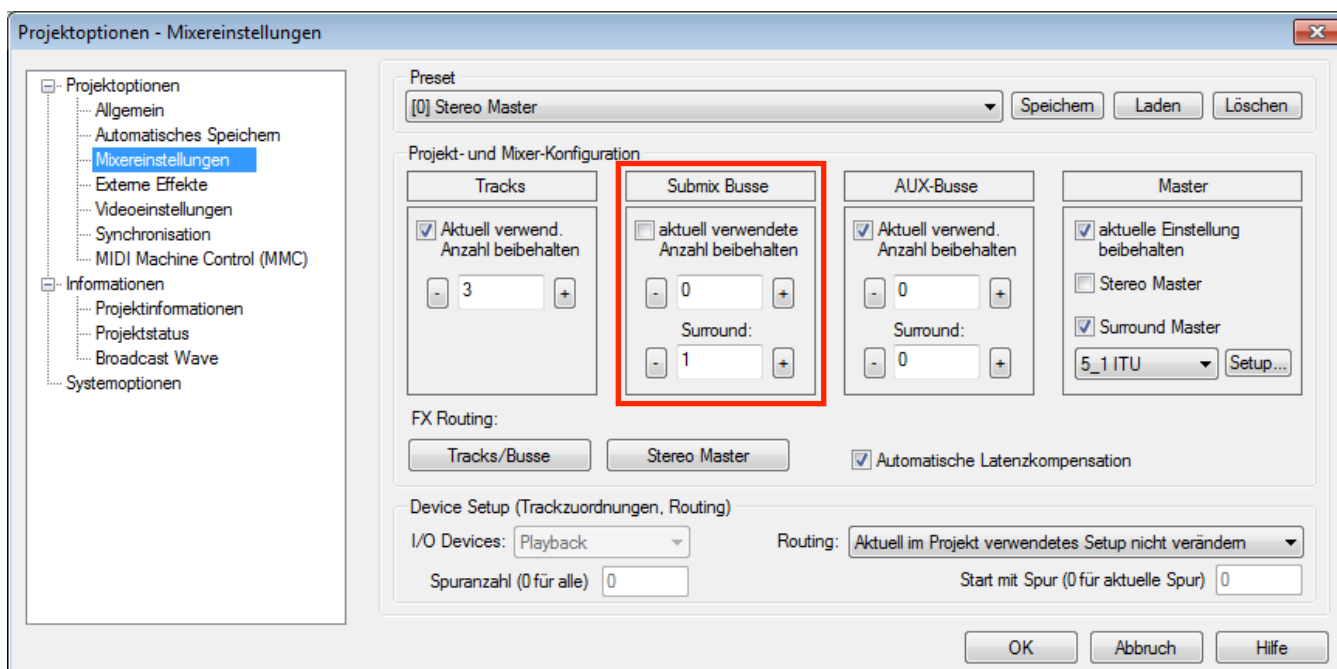 Projektoptionen - Mixereinstellungen
Projektoptionen
Allgemein
Automatisches Speichern
Mixereinstellungen
Externe Effekte
Videoeinstellungen
Synchronisation
MIDI Machine Control (MMC)
Informationen
Projektinformationen
Projektstatus
Broadcast Wave
Systemoptionen
Preset
[0] Stereo Master
Speichern
Laden
Löschen
Projekt- und Mixer-Konfiguration
Tracks
Aktuell verwend.
Anzahl beibehalten
- 3 +
Submix Busse
aktuell verwendete
Anzahl beibehalten
- 0 +
Surround:
- 1 +
AUX-Busse
Aktuell verwend.
Anzahl beibehalten
- 0 +
Surround:
- 0 +
Master
aktuelle Einstellung
beibehalten
Stereo Master
Surround Master
5_1 ITU
Setup...
FX Routing:
Tracks/Busse
Stereo Master
Automatische Latenzkompensation
Device Setup (Trackzuordnungen, Routing)
I/O Devices: Playback
Routing: Aktuell im Projekt verwendetes Setup nicht verändern
Spuranzahl (0 für alle) 0
Start mit Spur (0 für aktuelle Spur) 0
OK
Abbruch
Hilfe